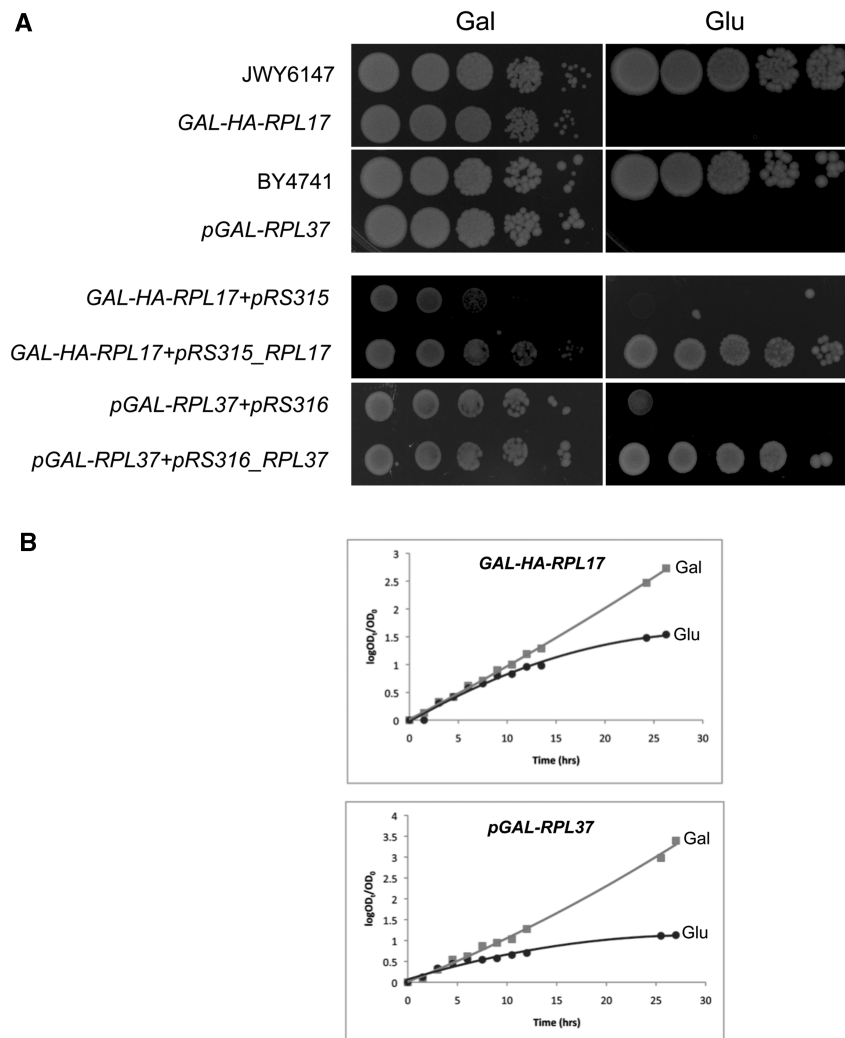 A
Gal Glu
JWY6147
GAL-HA-RPL17
BY4741
pGAL-RPL37
GAL-HA-RPL17+pRS315
GAL-HA-RPL17+pRS315_RPL17
pGAL-RPL37+pRS316
pGAL-RPL37+pRS316_RPL37
B
GAL-HA-RPL17
3
2.5
2
1.5
1
0.5
0
logODt/OD0
Gal
Glu
0 5 10 15 20 25 30
Time (hrs)
pGAL-RPL37
4
3.5
3
2.5
2
1.5
1
0.5
0
logODt/OD0
Gal
Glu
0 5 10 15 20 25 30
Time (hrs)